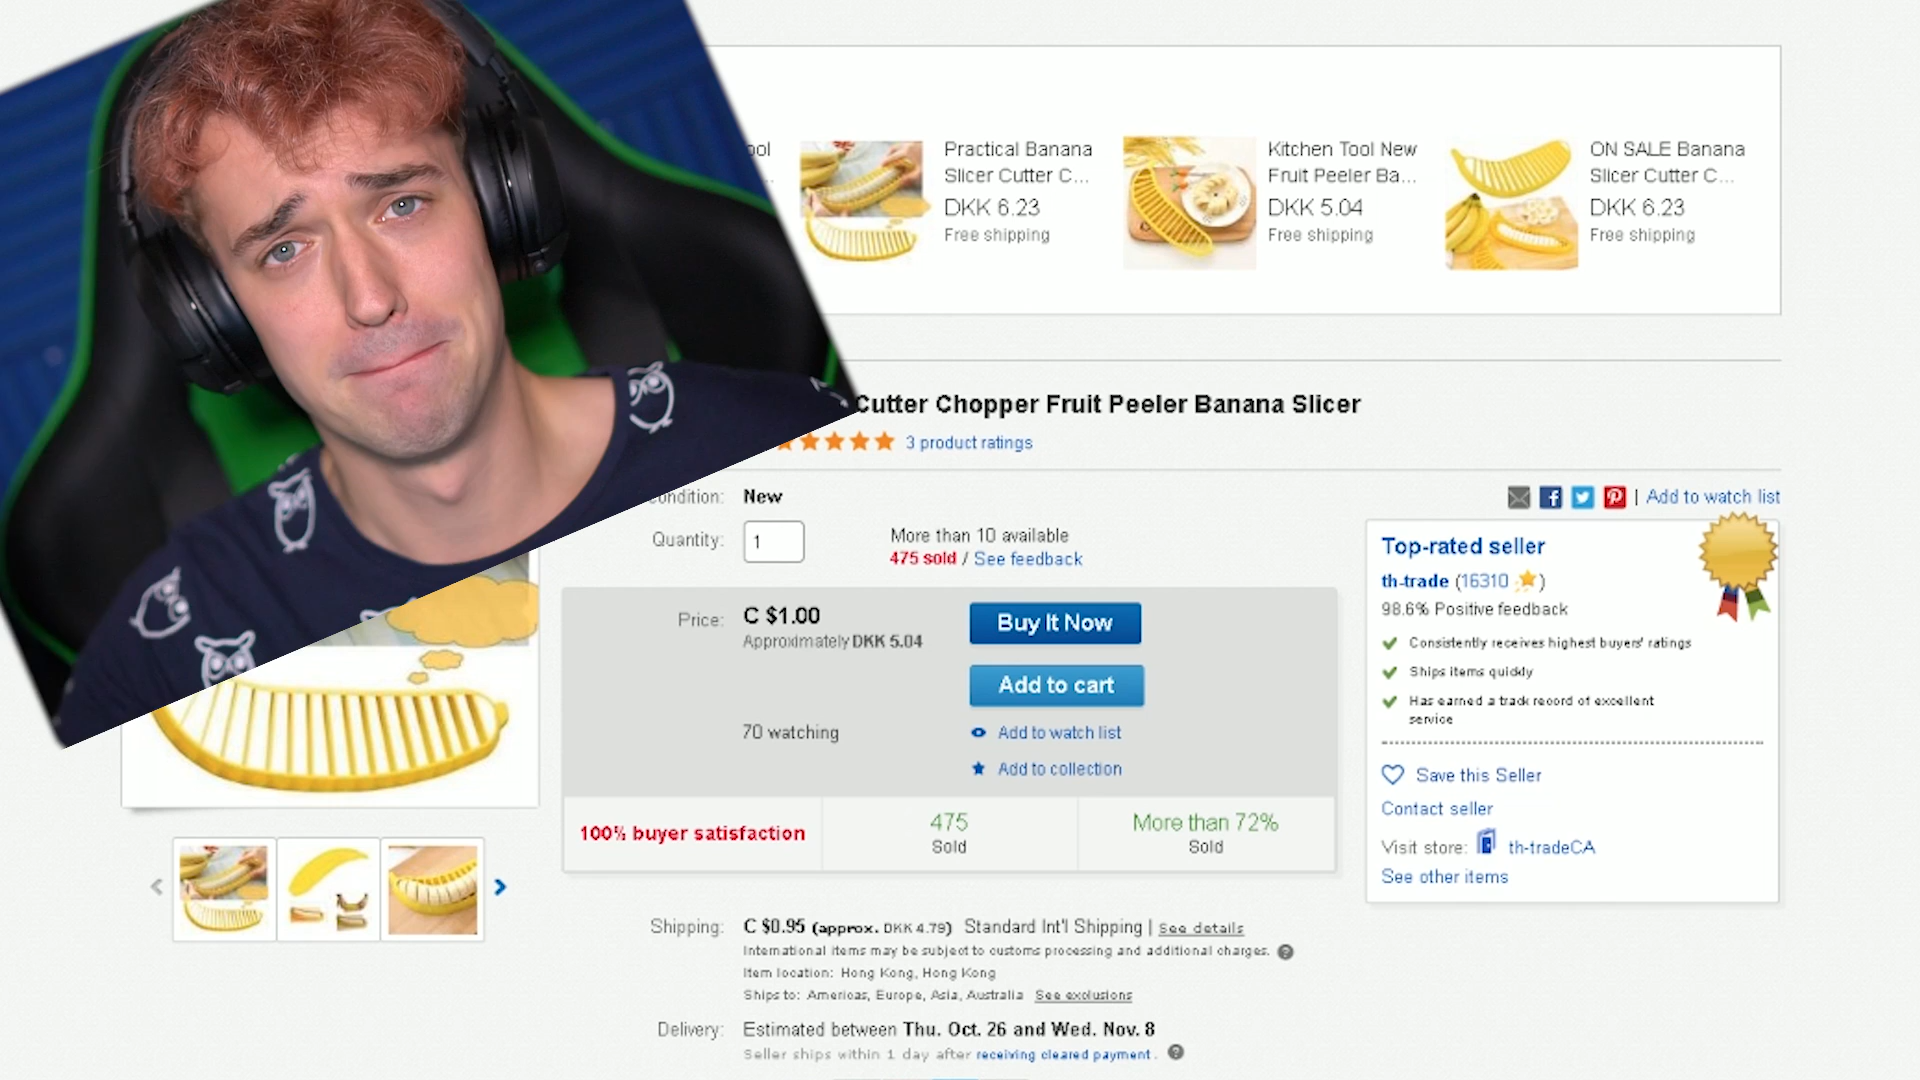 Practical Banana
Slicer Cutter C...
DKK 6.23
Free shipping
Kitchen Tool New
Fruit Peeler Ba...
DKK 5.04
Free shipping
ON SALE Banana
Slicer Cutter C...
DKK 6.23
Free shipping
Cutter Chopper Fruit Peeler Banana Slicer
3 product ratings
Condition: New
Quantity: 1
More than 10 available
475 sold / See feedback
Price: C $1.00
Approximately DKK 5.04
Buy It Now
Add to cart
70 watching
Add to watch list
Add to collection
100% buyer satisfaction
475
Sold
More than 72%
Sold
Shipping: C $0.95 (approx. DKK 4.79) Standard Int'l Shipping | See details
International items may be subject to customs processing and additional charges.
Item location: Hong Kong, Hong Kong
Ships to: Americas, Europe, Asia, Australia See exclusions
Delivery: Estimated between Thu. Oct. 26 and Wed. Nov. 8
Seller ships within 1 day after receiving cleared payment.
| Add to watch list
Top-rated seller
th-trade (16310)
98.6% Positive feedback
Consistently receives highest buyers' ratings
Ships items quickly
Has earned a track record of excellent
service
Save this Seller
Contact seller
Visit store: th-tradeCA
See other items